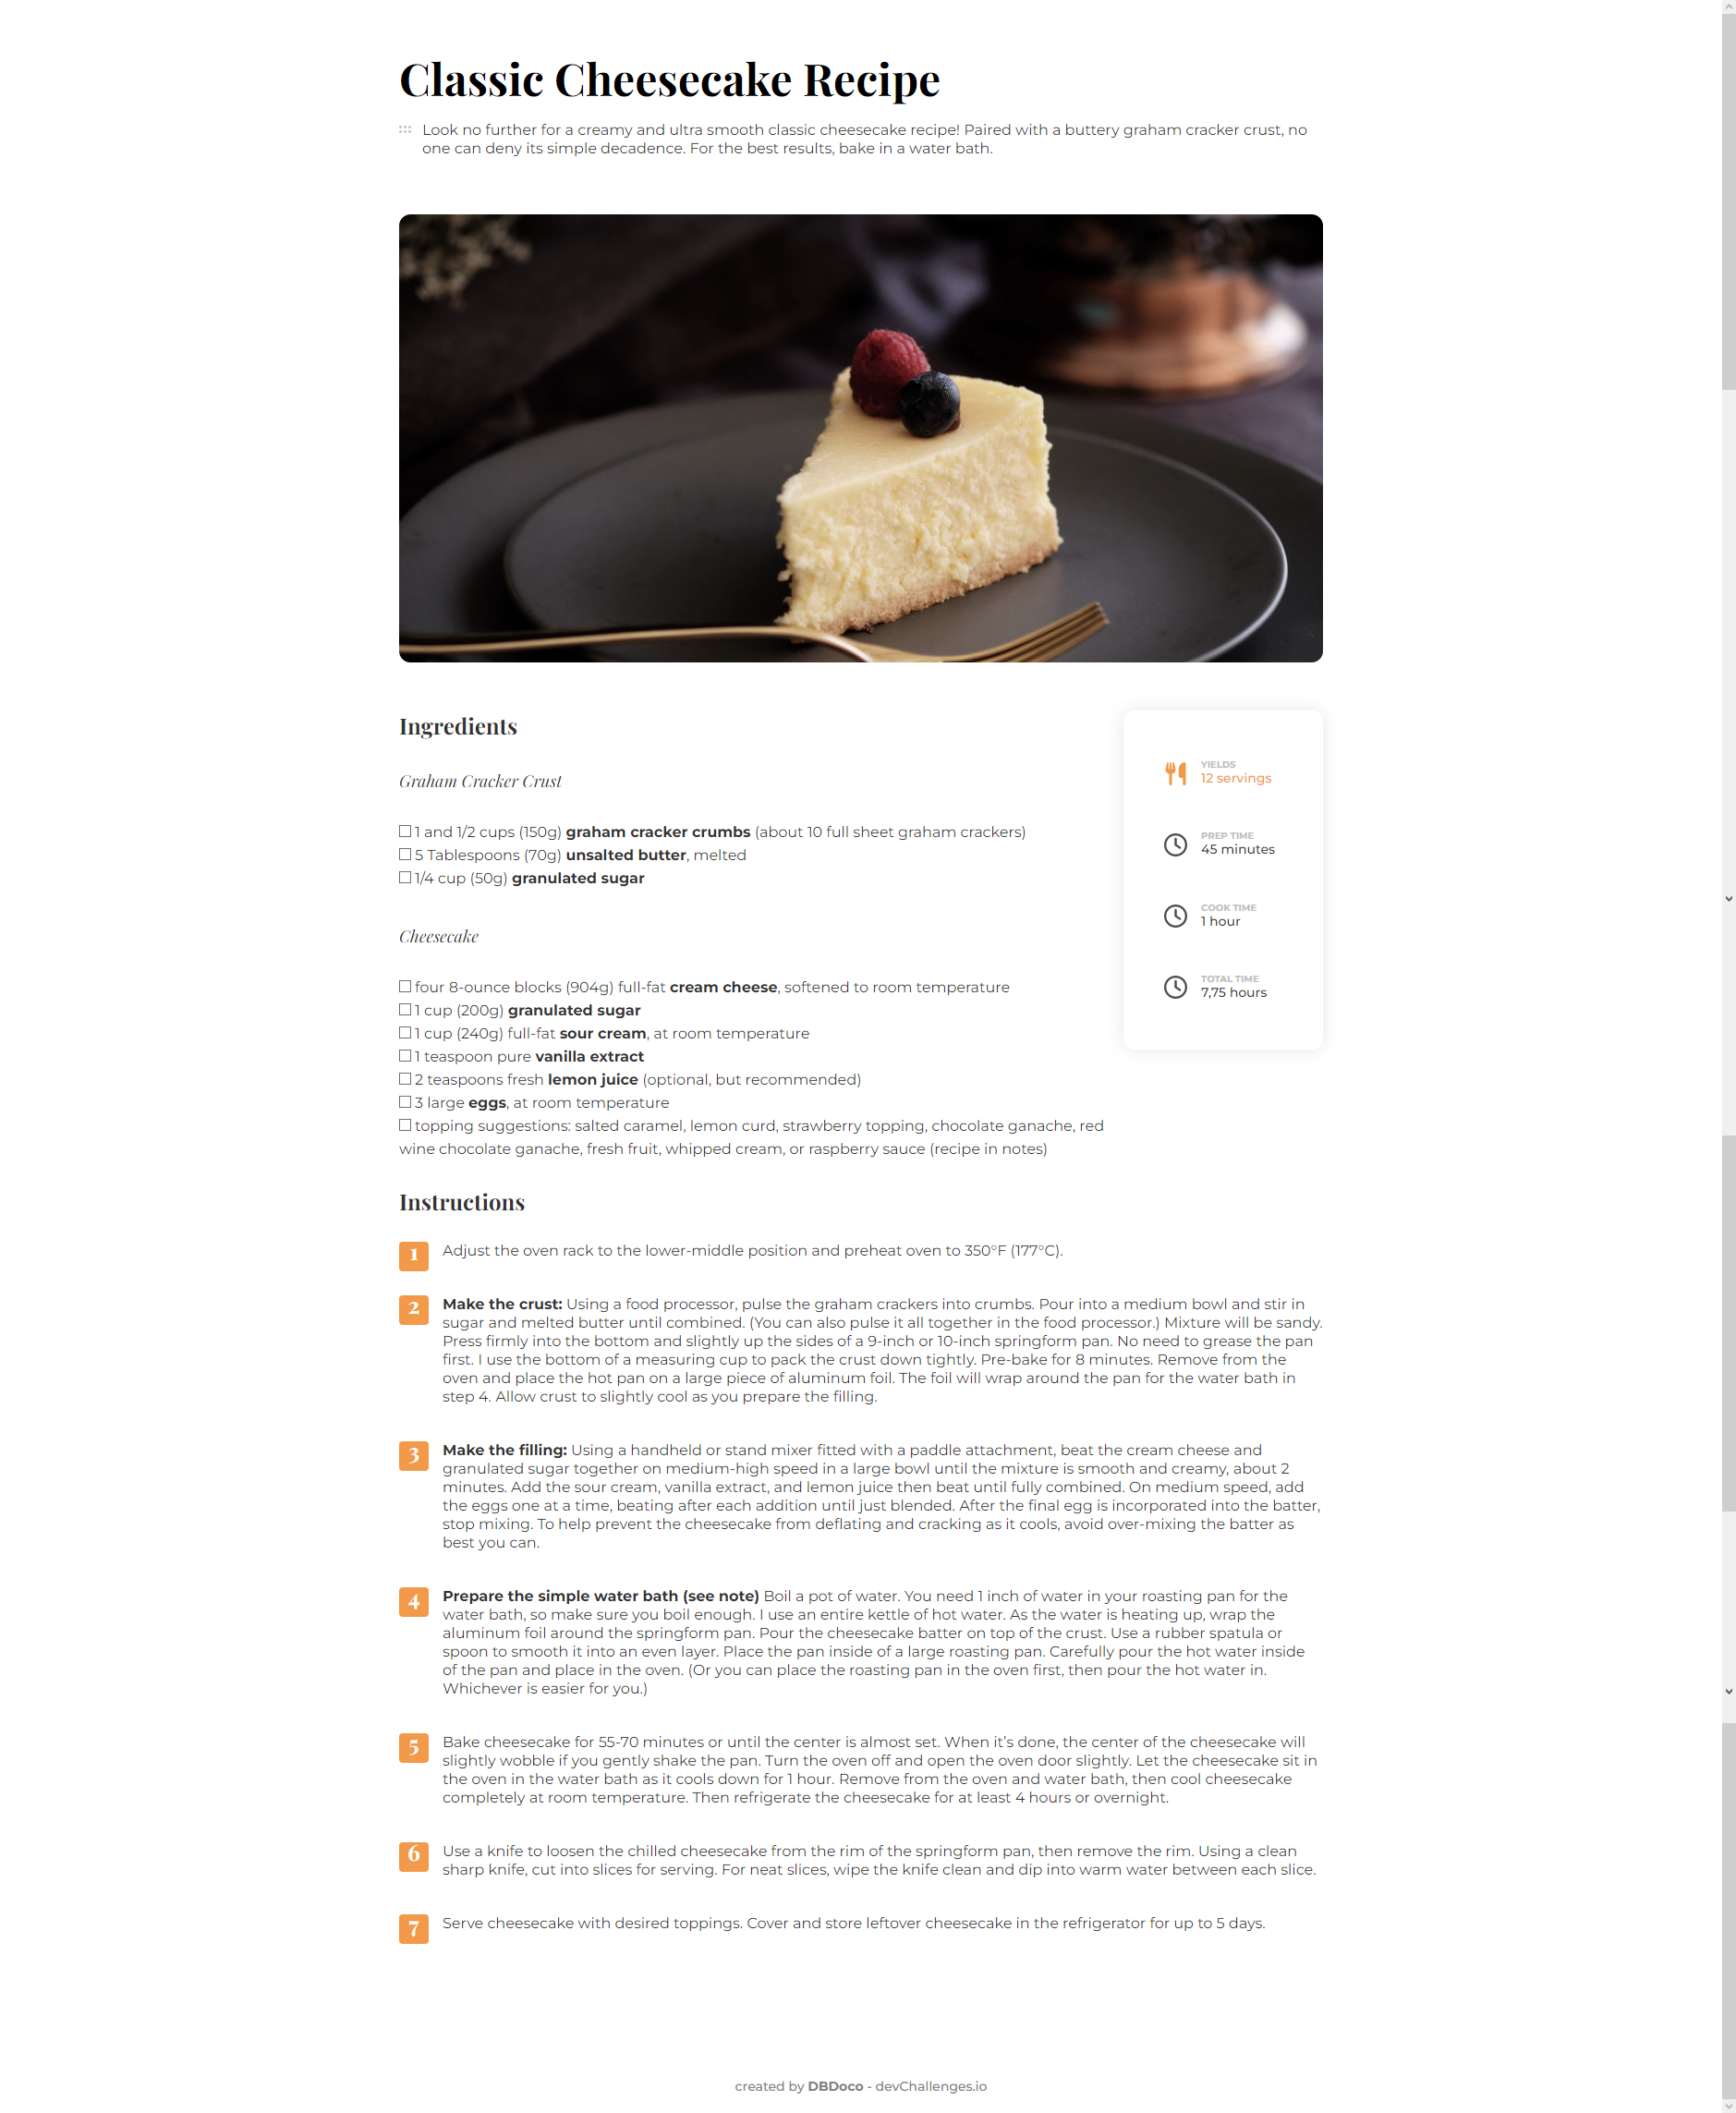 Classic Cheesecake Recipe
Look no further for a creamy and ultra smooth classic cheesecake recipe! Paired with a buttery graham cracker crust, no
one can deny its simple decadence. For the best results, bake in a water bath.
Ingredients
Graham Cracker Crust
1 and 1/2 cups (150g) graham cracker crumbs (about 10 full sheet graham crackers)
5 Tablespoons (70g) unsalted butter, melted
1/4 cup (50g) granulated sugar
Cheesecake
four 8-ounce blocks (904g) full-fat cream cheese, softened to room temperature
1 cup (200g) granulated sugar
1 cup (240g) full-fat sour cream, at room temperature
1 teaspoon pure vanilla extract
2 teaspoons fresh lemon juice (optional, but recommended)
3 large eggs, at room temperature
topping suggestions: salted caramel, lemon curd, strawberry topping, chocolate ganache, red
wine chocolate ganache, fresh fruit, whipped cream, or raspberry sauce (recipe in notes)
YIELDS
12 servings
PREP TIME
45 minutes
COOK TIME
1 hour
TOTAL TIME
7,75 hours
Instructions
1 Adjust the oven rack to the lower-middle position and preheat oven to 350°F (177°C).
2 Make the crust: Using a food processor, pulse the graham crackers into crumbs. Pour into a medium bowl and stir in
sugar and melted butter until combined. (You can also pulse it all together in the food processor.) Mixture will be sandy.
Press firmly into the bottom and slightly up the sides of a 9-inch or 10-inch springform pan. No need to grease the pan
first. I use the bottom of a measuring cup to pack the crust down tightly. Pre-bake for 8 minutes. Remove from the
oven and place the hot pan on a large piece of aluminum foil. The foil will wrap around the pan for the water bath in
step 4. Allow crust to slightly cool as you prepare the filling.
3 Make the filling: Using a handheld or stand mixer fitted with a paddle attachment, beat the cream cheese and
granulated sugar together on medium-high speed in a large bowl until the mixture is smooth and creamy, about 2
minutes. Add the sour cream, vanilla extract, and lemon juice then beat until fully combined. On medium speed, add
the eggs one at a time, beating after each addition until just blended. After the final egg is incorporated into the batter,
stop mixing. To help prevent the cheesecake from deflating and cracking as it cools, avoid over-mixing the batter as
best you can.
4 Prepare the simple water bath (see note) Boil a pot of water. You need 1 inch of water in your roasting pan for the
water bath, so make sure you boil enough. I use an entire kettle of hot water. As the water is heating up, wrap the
aluminum foil around the springform pan. Pour the cheesecake batter on top of the crust. Use a rubber spatula or
spoon to smooth it into an even layer. Place the pan inside of a large roasting pan. Carefully pour the hot water inside
of the pan and place in the oven. (Or you can place the roasting pan in the oven first, then pour the hot water in.
Whichever is easier for you.)
5 Bake cheesecake for 55-70 minutes or until the center is almost set. When it's done, the center of the cheesecake will
slightly wobble if you gently shake the pan. Turn the oven off and open the oven door slightly. Let the cheesecake sit in
the oven in the water bath as it cools down for 1 hour. Remove from the oven and water bath, then cool cheesecake
completely at room temperature. Then refrigerate the cheesecake for at least 4 hours or overnight.
6 Use a knife to loosen the chilled cheesecake from the rim of the springform pan, then remove the rim. Using a clean
sharp knife, cut into slices for serving. For neat slices, wipe the knife clean and dip into warm water between each slice.
7 Serve cheesecake with desired toppings. Cover and store leftover cheesecake in the refrigerator for up to 5 days.
created by DBDoco - devChallenges.io